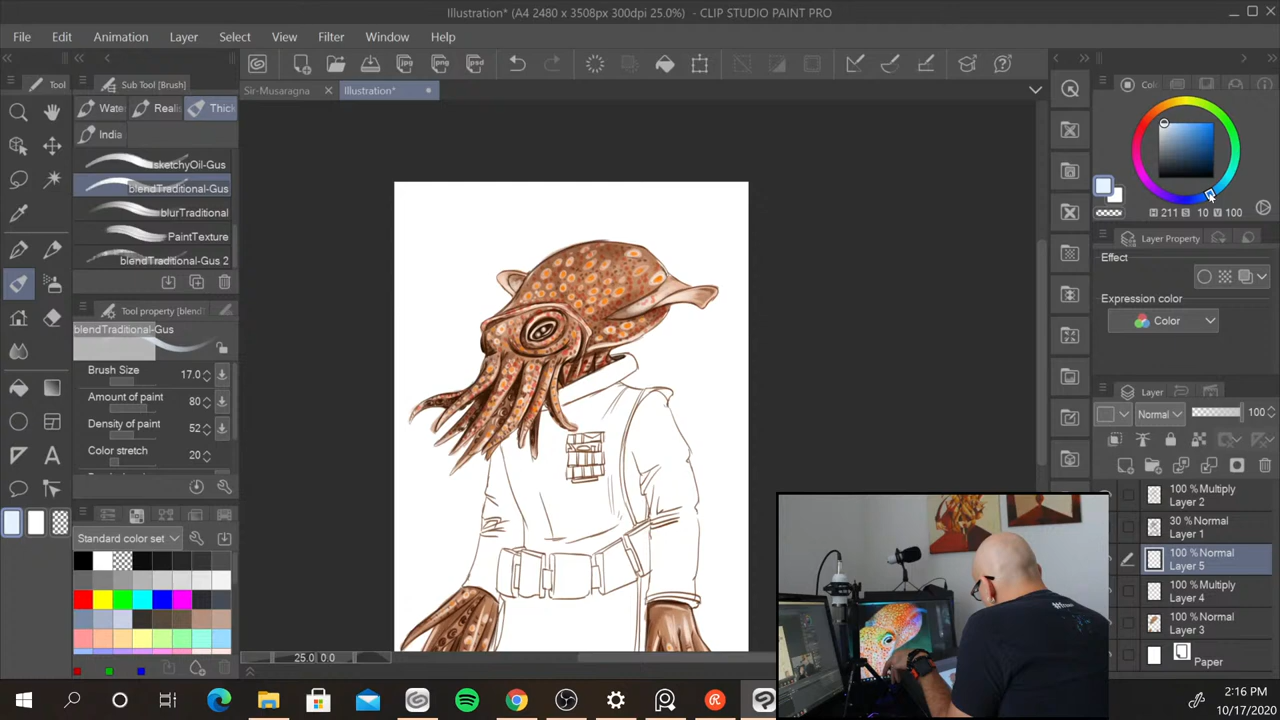 Illustration* (A4 2480 x 3508px 300dpi 25.0%) - CLIP STUDIO PAINT PRO
File Edit Animation Layer Select View Filter Window Help
Tool
Sub Tool [Brush]
Sir-Musaragna
Illustration*
Wate
Reali
Thick
India
sketchyOil-Gus
blendTraditional-Gus
blurTraditional
PaintTexture
blendTraditional-Gus 2
Tool property [blend
blendTraditional-Gus
Brush Size 17.0
Amount of paint 80
Density of paint 52
Color stretch 20
Standard color set
25.0 0.0
H 211 S 10 V 100
Layer Property
Effect
Expression color
Color
Layer
Normal 100
100 % Multiply
Layer 2
30 % Normal
Layer 1
100 % Normal
Layer 5
100 % Multiply
Layer 4
100 % Normal
Layer 3
Paper
2:16 PM
10/17/2020